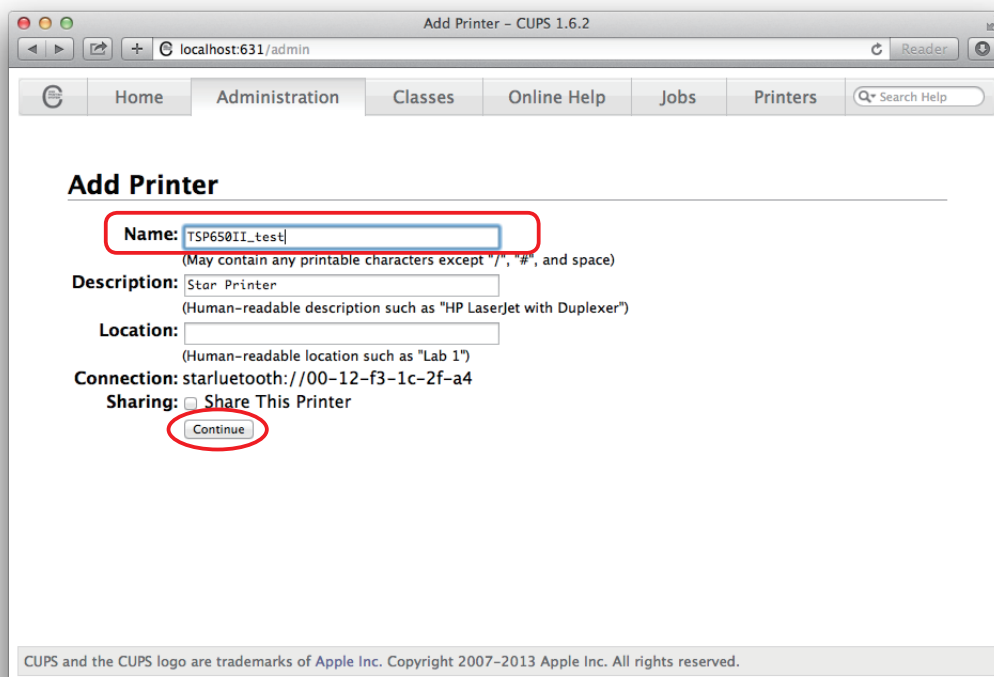 Add Printer – CUPS 1.6.2
localhost:631/admin
Reader
Home Administration Classes Online Help Jobs Printers Search Help
Add Printer
Name: TSP650II_test
(May contain any printable characters except "/", "#", and space)
Description: Star Printer
(Human-readable description such as "HP LaserJet with Duplexer")
Location:
(Human-readable location such as "Lab 1")
Connection: starluetooth://00-12-f3-1c-2f-a4
Sharing: Share This Printer
Continue
CUPS and the CUPS logo are trademarks of Apple Inc. Copyright 2007-2013 Apple Inc. All rights reserved.